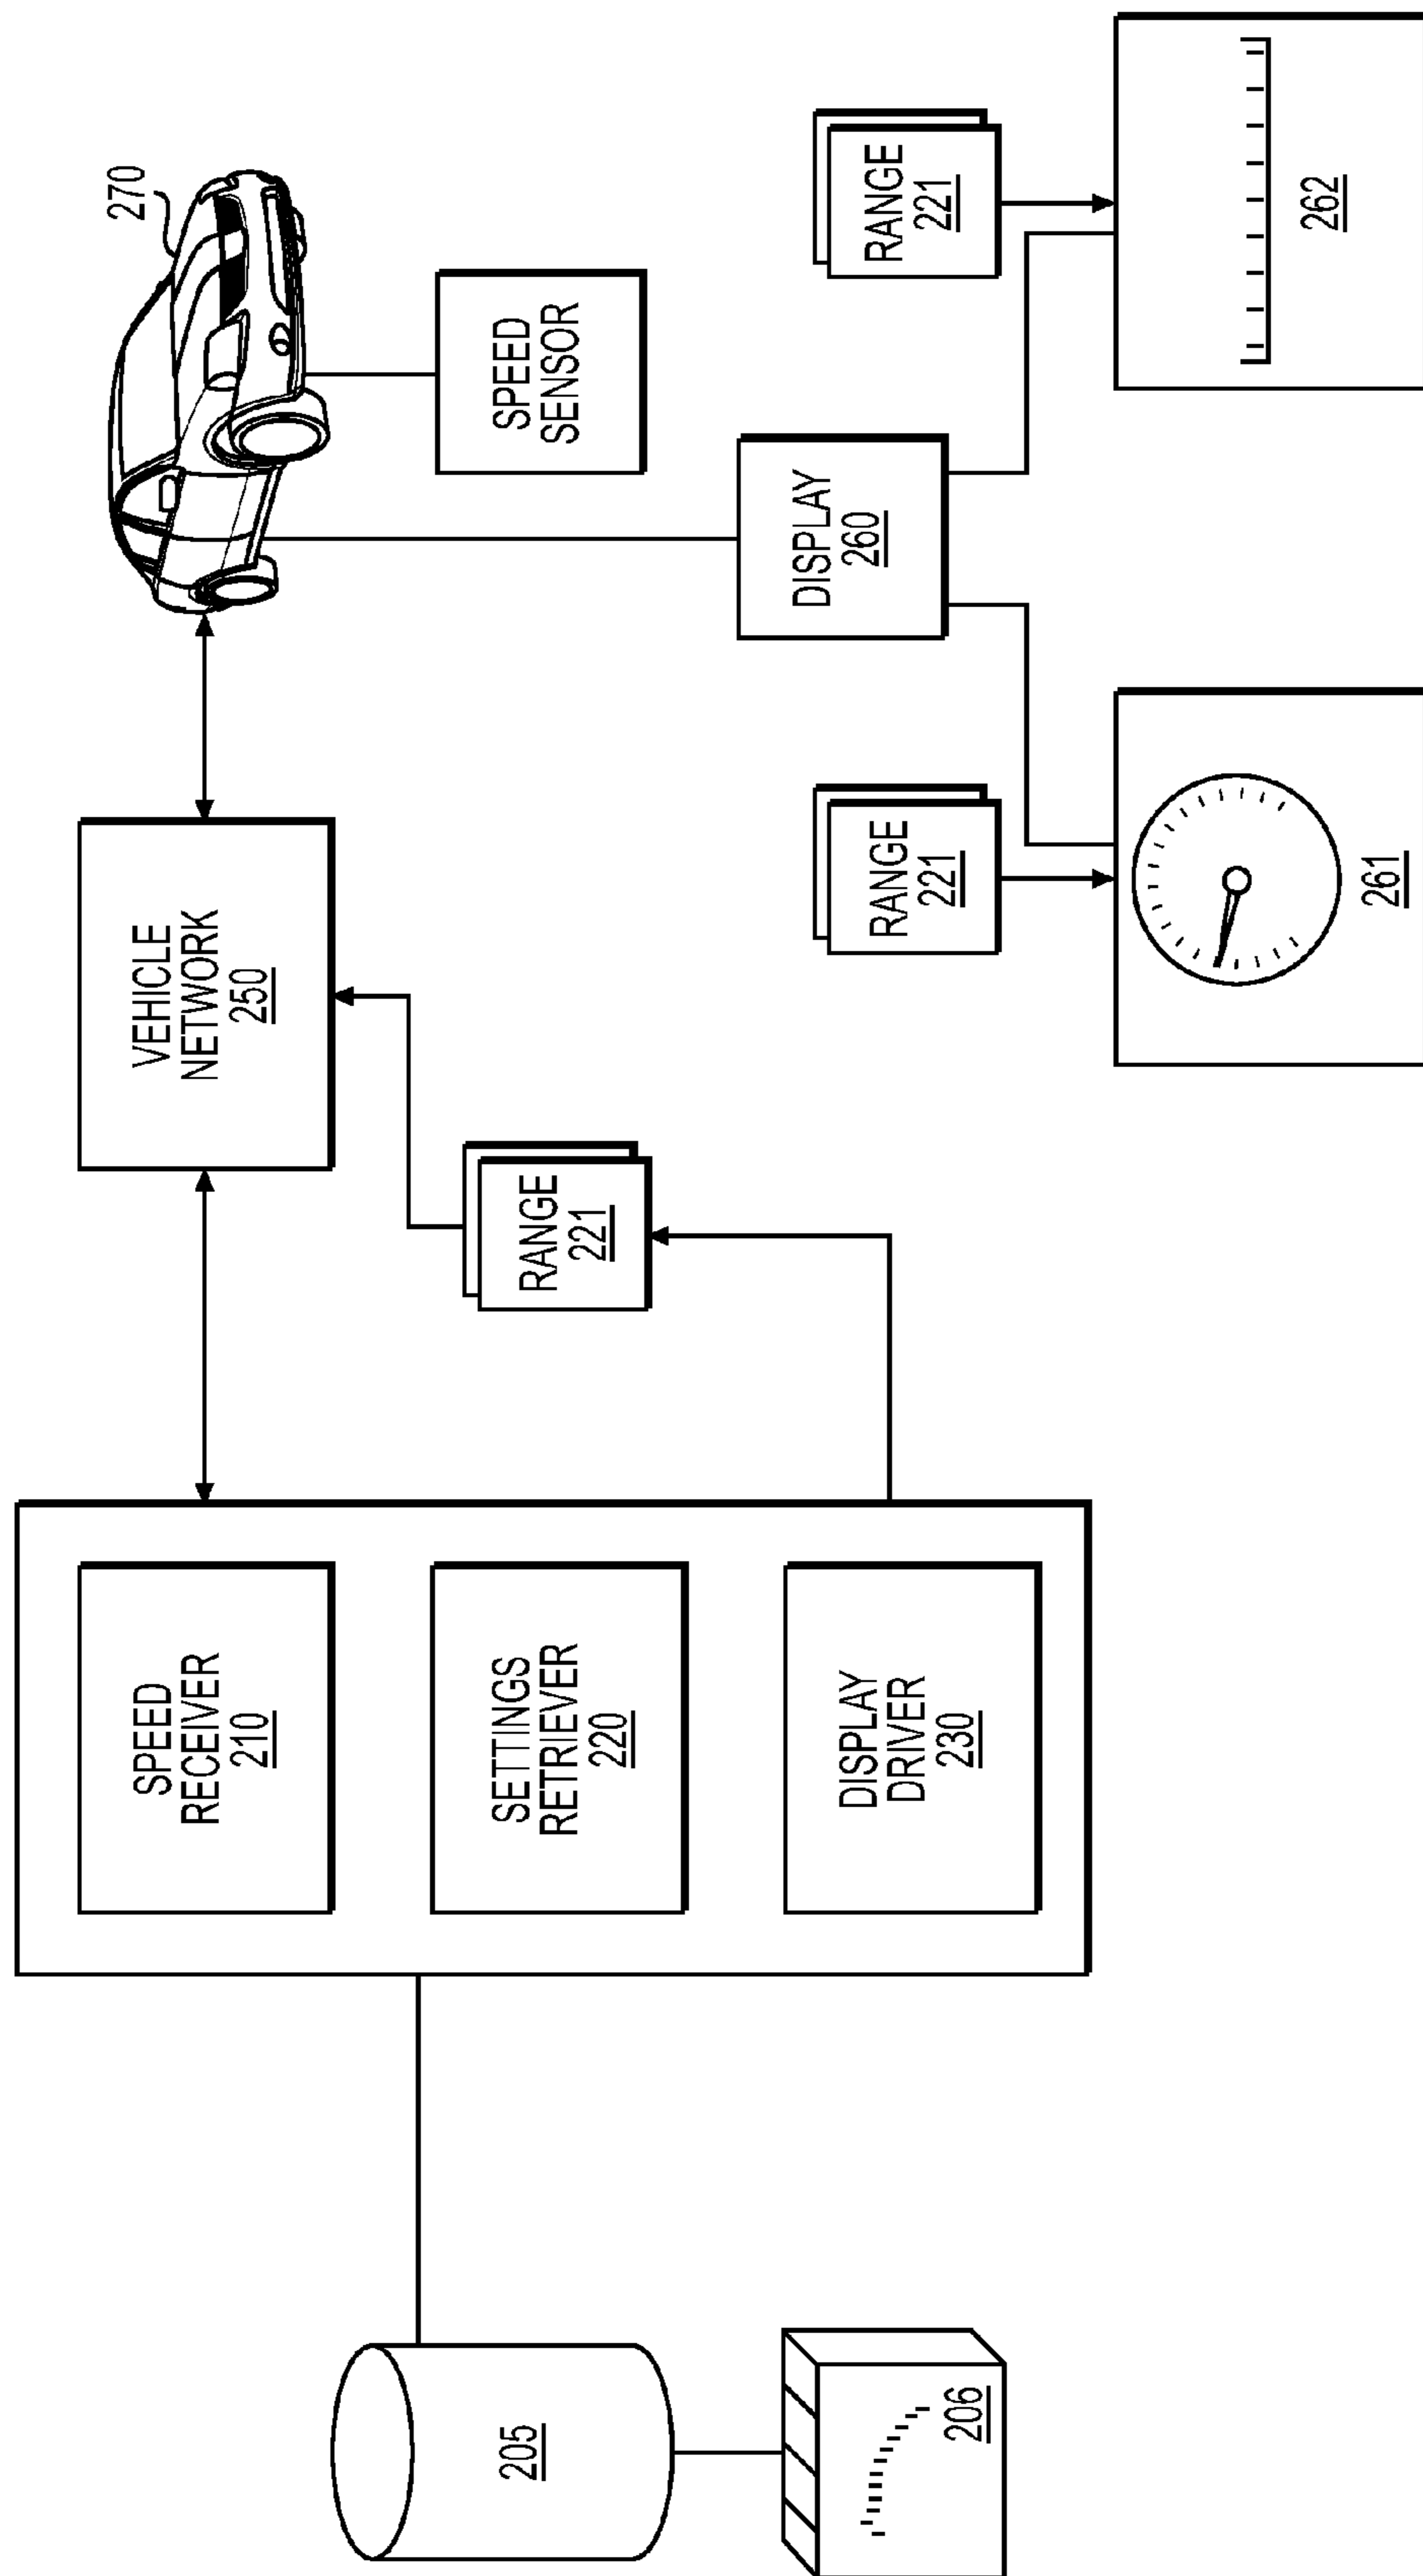 270
SPEED
SENSOR
VEHICLE
NETWORK
250
DISPLAY
260
RANGE
221
262
RANGE
221
261
RANGE
221
SPEED
RECEIVER
210
SETTINGS
RETRIEVER
220
DISPLAY
DRIVER
230
205
206